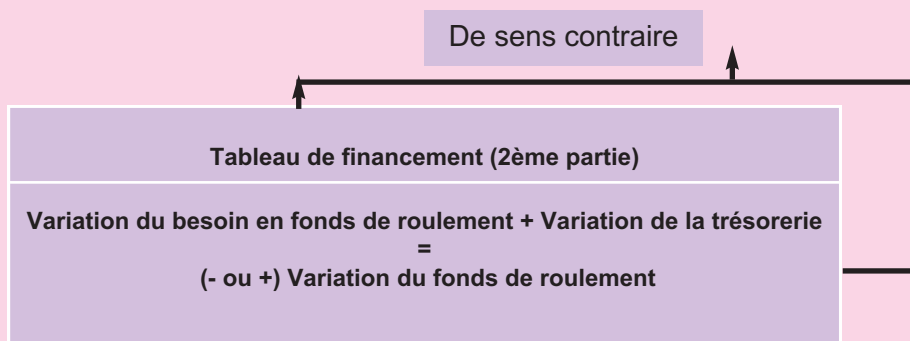 De sens contraire
Tableau de financement (2ème partie)
Variation du besoin en fonds de roulement + Variation de la trésorerie
=
(- ou +) Variation du fonds de roulement